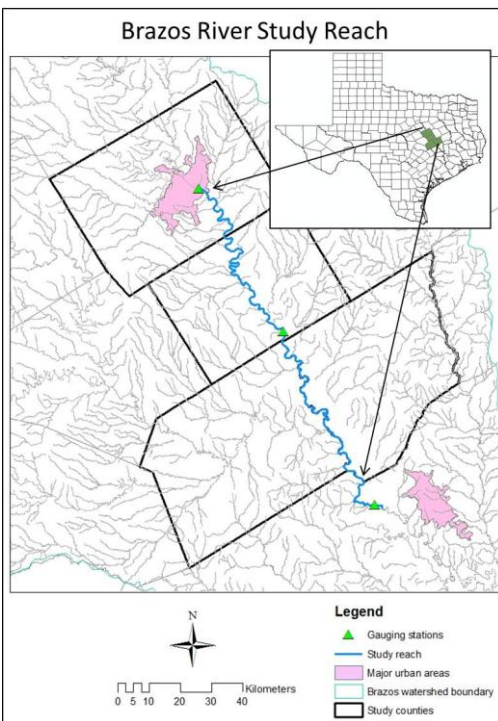 Brazos River Study Reach
N
Legend
Gauging stations
Study reach
Major urban areas
Brazos watershed boundary
Study counties
Kilometers
0 5 10 20 30 40